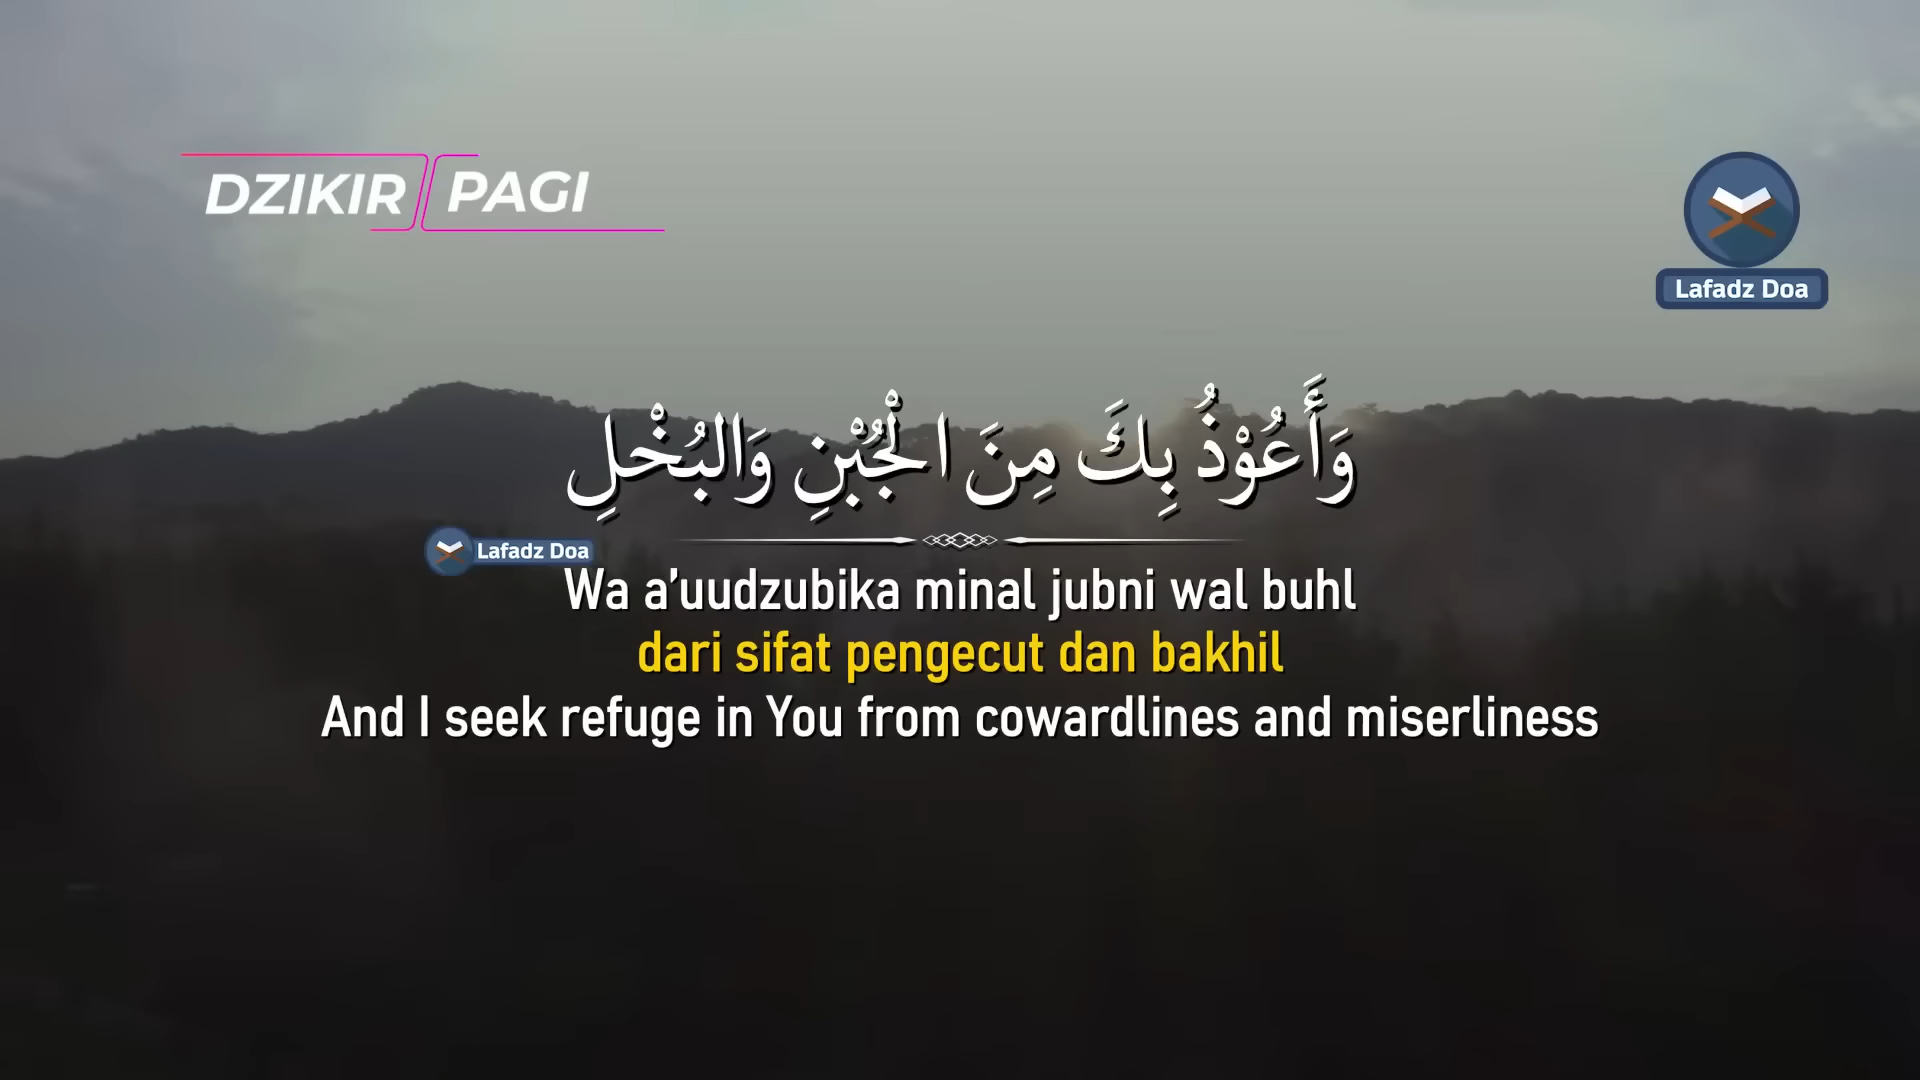 DZIKIR PAGI
Lafadz Doa
وَأَعُوْذُ بِكَ مِنَ الْجُبْنِ وَالبُخْلِ
Lafadz Doa
Wa a’uudzubika minal jubni wal buhl
dari sifat pengecut dan bakhil
And I seek refuge in You from cowardlines and miserliness